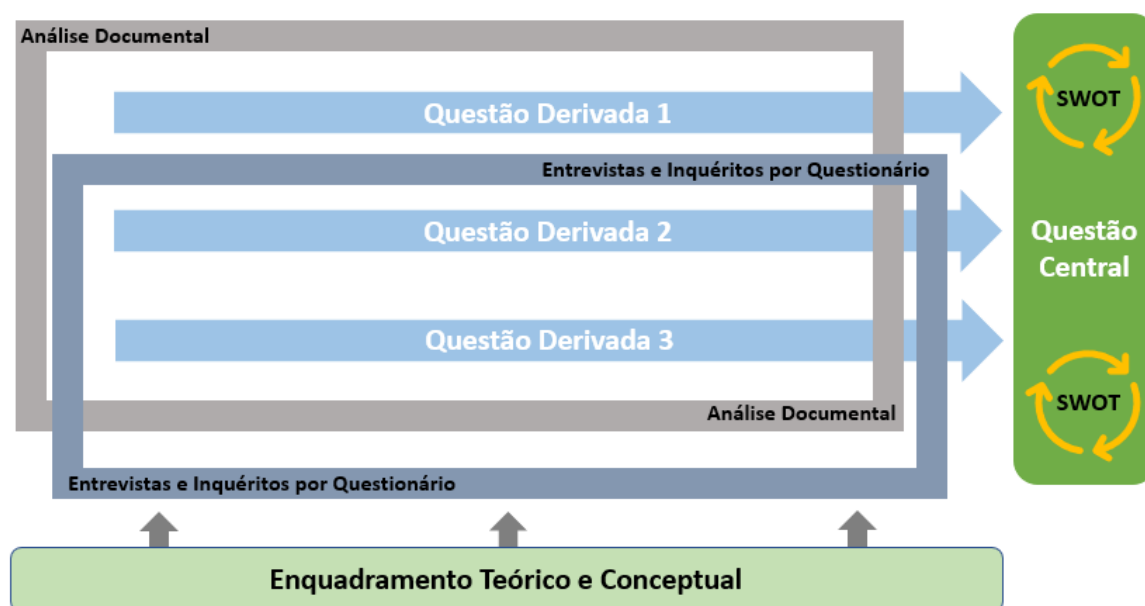 Análise Documental
Questão Derivada 1
Entrevistas e Inquéritos por Questionário
Questão Derivada 2
Questão Derivada 3
Análise Documental
Entrevistas e Inquéritos por Questionário
SWOT
Questão
Central
SWOT
Enquadramento Teórico e Conceptual